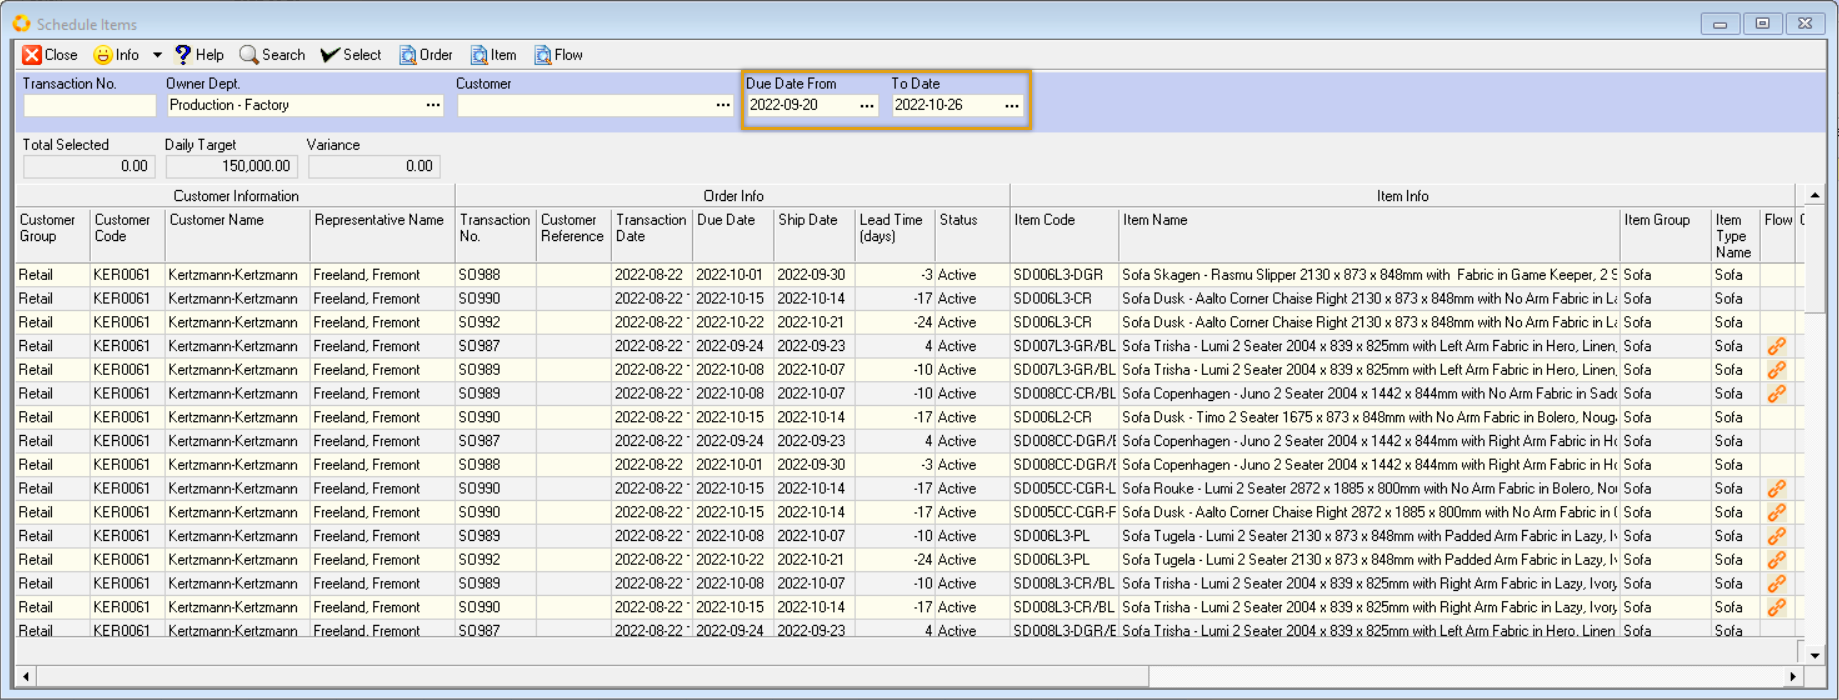 Schedule Items
Close Info Help Search Select Order Item Flow
Transaction No. Owner Dept. Customer Due Date From To Date
Production - Factory ... ... 2022-09-20 ... 2022-10-26 ...
Total Selected Daily Target Variance
0.00 150,000.00 0.00
Customer Information Order Info Item Info
Customer Group Customer Code Customer Name Representative Name Transaction No. Customer Reference Transaction Date Due Date Ship Date Lead Time (days) Status Item Code Item Name Item Group Item Type Name Flow
Retail KER0061 Kertzmann-Kertzmann Freeland, Fremont SO988 2022-08-22 2022-10-01 2022-09-30 -3 Active SD006L3-DGR Sofa Skagen - Rasmu Slipper 2130 x 873 x 848mm with Fabric in Game Keeper, 2 S Sofa Sofa
Retail KER0061 Kertzmann-Kertzmann Freeland, Fremont SO990 2022-08-22 2022-10-15 2022-10-14 -17 Active SD006L3-CR Sofa Dusk - Aalto Corner Chaise Right 2130 x 873 x 848mm with No Arm Fabric in La Sofa Sofa
Retail KER0061 Kertzmann-Kertzmann Freeland, Fremont SO992 2022-08-22 2022-10-22 2022-10-21 -24 Active SD006L3-CR Sofa Dusk - Aalto Corner Chaise Right 2130 x 873 x 848mm with No Arm Fabric in La Sofa Sofa
Retail KER0061 Kertzmann-Kertzmann Freeland, Fremont SO987 2022-08-22 2022-09-24 2022-09-23 4 Active SD007L3-GR/BL Sofa Trisha - Lumi 2 Seater 2004 x 839 x 825mm with Left Arm Fabric in Hero, Linen, Sofa Sofa
Retail KER0061 Kertzmann-Kertzmann Freeland, Fremont SO989 2022-08-22 2022-10-08 2022-10-07 -10 Active SD007L3-GR/BL Sofa Trisha - Lumi 2 Seater 2004 x 839 x 825mm with Left Arm Fabric in Hero, Linen, Sofa Sofa
Retail KER0061 Kertzmann-Kertzmann Freeland, Fremont SO989 2022-08-22 2022-10-08 2022-10-07 -10 Active SD008CC-CR/BL Sofa Copenhagen - Juno 2 Seater 2004 x 1442 x 844mm with No Arm Fabric in Sadd Sofa Sofa
Retail KER0061 Kertzmann-Kertzmann Freeland, Fremont SO990 2022-08-22 2022-10-15 2022-10-14 -17 Active SD006L2-CR Sofa Dusk - Timo 2 Seater 1675 x 873 x 848mm with No Arm Fabric in Bolero, Noug Sofa Sofa
Retail KER0061 Kertzmann-Kertzmann Freeland, Fremont SO987 2022-08-22 2022-09-24 2022-09-23 4 Active SD008CC-DGR/ Sofa Copenhagen - Juno 2 Seater 2004 x 1442 x 844mm with Right Arm Fabric in Sofa Sofa
Retail KER0061 Kertzmann-Kertzmann Freeland, Fremont SO988 2022-08-22 2022-10-01 2022-09-30 -3 Active SD008CC-DGR/ Sofa Copenhagen - Juno 2 Seater 2004 x 1442 x 844mm with Right Arm Fabric in Sofa Sofa
Retail KER0061 Kertzmann-Kertzmann Freeland, Fremont SO990 2022-08-22 2022-10-15 2022-10-14 -17 Active SD005CC-CGR-L Sofa Rouke - Lumi 2 Seater 2872 x 1885 x 800mm with No Arm Fabric in Bolero, Nou Sofa Sofa
Retail KER0061 Kertzmann-Kertzmann Freeland, Fremont SO990 2022-08-22 2022-10-15 2022-10-14 -17 Active SD005CC-CGR-F Sofa Dusk - Aalto Corner Chaise Right 2872 x 1885 x 800mm with No Arm Fabric in Sofa Sofa
Retail KER0061 Kertzmann-Kertzmann Freeland, Fremont SO989 2022-08-22 2022-10-08 2022-10-07 -10 Active SD006L3-PL Sofa Tugela - Lumi 2 Seater 2130 x 873 x 848mm with Padded Arm Fabric in Lazy, Sofa Sofa
Retail KER0061 Kertzmann-Kertzmann Freeland, Fremont SO992 2022-08-22 2022-10-22 2022-10-21 -24 Active SD006L3-PL Sofa Tugela - Lumi 2 Seater 2130 x 873 x 848mm with Padded Arm Fabric in Lazy, Sofa Sofa
Retail KER0061 Kertzmann-Kertzmann Freeland, Fremont SO989 2022-08-22 2022-10-08 2022-10-07 -10 Active SD008L3-CR/BL Sofa Trisha - Lumi 2 Seater 2004 x 839 x 825mm with Right Arm Fabric in Lazy, Ivory Sofa Sofa
Retail KER0061 Kertzmann-Kertzmann Freeland, Fremont SO990 2022-08-22 2022-10-15 2022-10-14 -17 Active SD008L3-CR/BL Sofa Trisha - Lumi 2 Seater 2004 x 839 x 825mm with Right Arm Fabric in Lazy, Ivory Sofa Sofa
Retail KER0061 Kertzmann-Kertzmann Freeland, Fremont SO987 2022-08-22 2022-09-24 2022-09-23 4 Active SD008L3-DGR/ Sofa Trisha - Lumi 2 Seater 2004 x 839 x 825mm with Left Arm Fabric in Hero, Linen Sofa Sofa